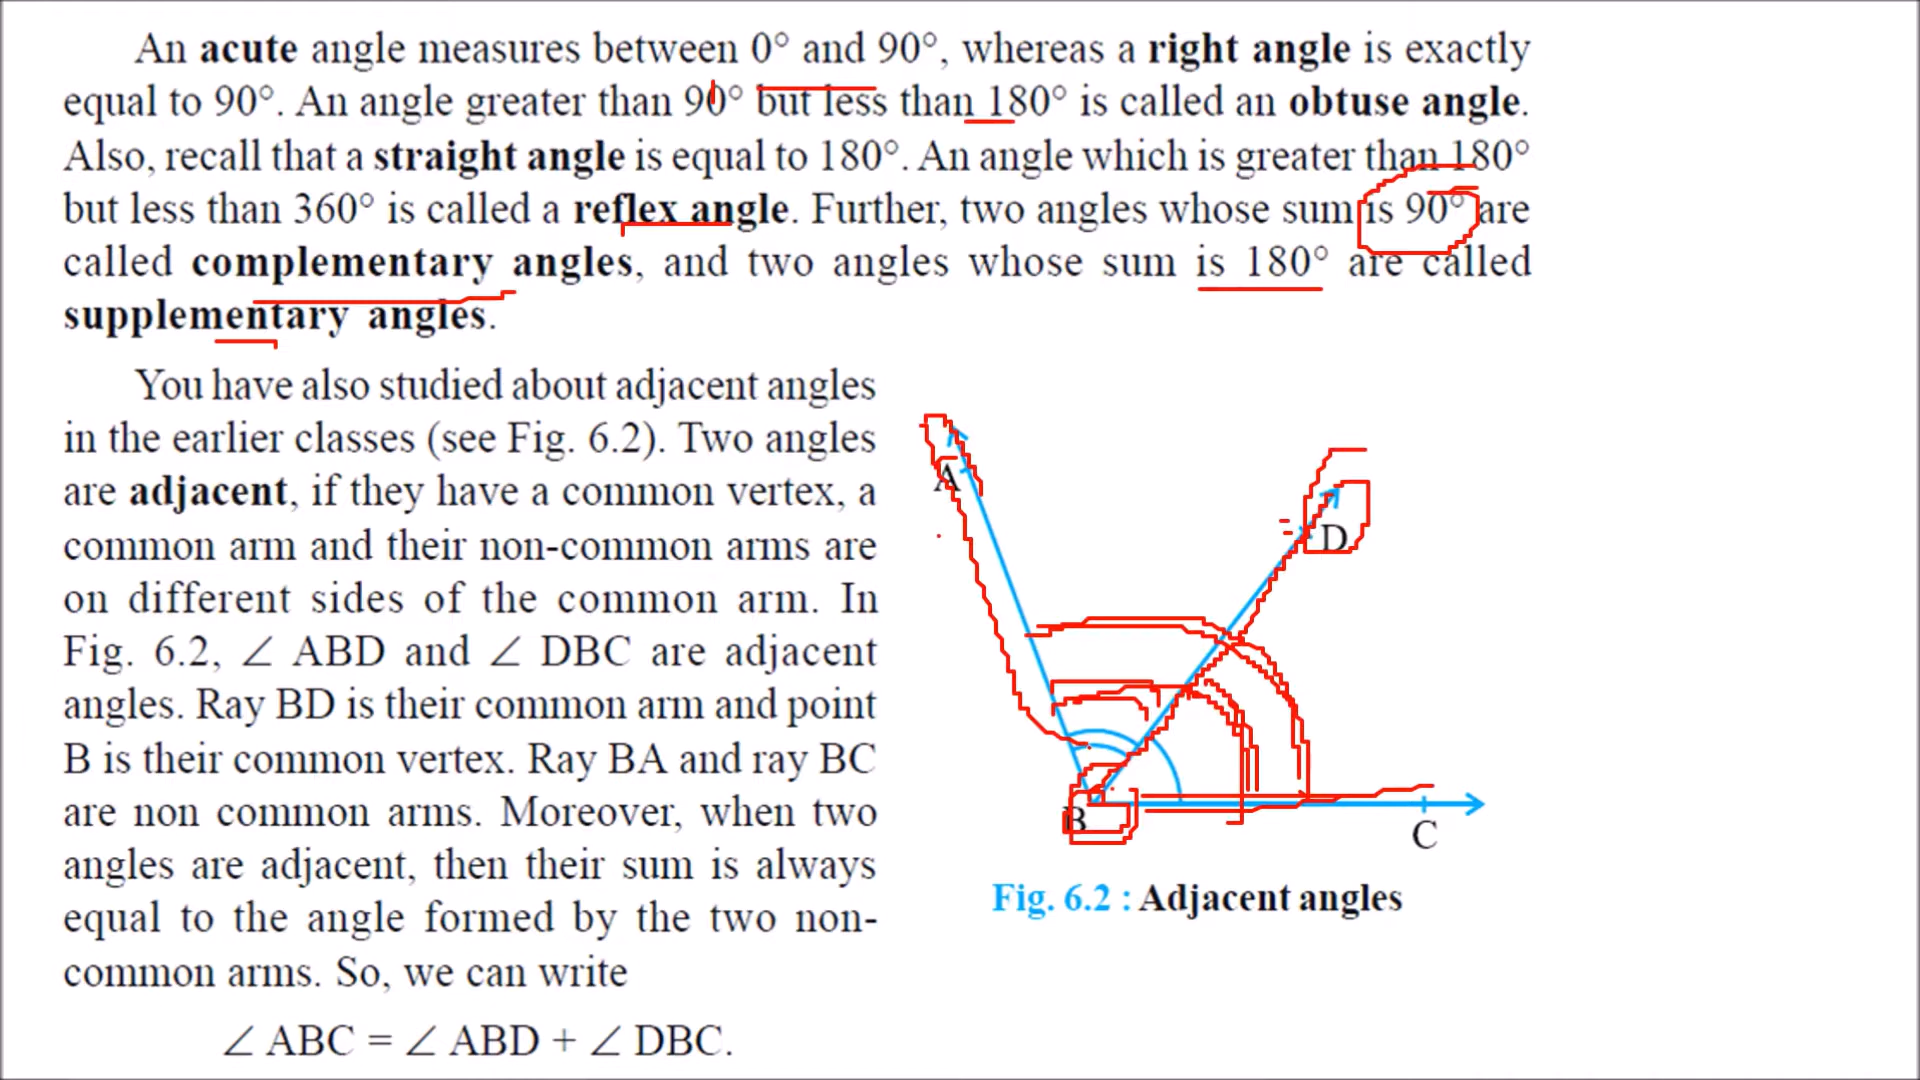 An acute angle measures between 0° and 90°, whereas a right angle is exactly
equal to 90°. An angle greater than 90° but less than 180° is called an obtuse angle.
Also, recall that a straight angle is equal to 180°. An angle which is greater than 180°
but less than 360° is called a reflex angle. Further, two angles whose sum is 90° are
called complementary angles, and two angles whose sum is 180° are called
supplementary angles.
You have also studied about adjacent angles
in the earlier classes (see Fig. 6.2). Two angles
are adjacent, if they have a common vertex, a
common arm and their non-common arms are
on different sides of the common arm. In
Fig. 6.2, ∠ ABD and ∠ DBC are adjacent
angles. Ray BD is their common arm and point
B is their common vertex. Ray BA and ray BC
are non common arms. Moreover, when two
angles are adjacent, then their sum is always
equal to the angle formed by the two non-
common arms. So, we can write
∠ ABC = ∠ ABD + ∠ DBC.
A
D
B
C
Fig. 6.2 : Adjacent angles